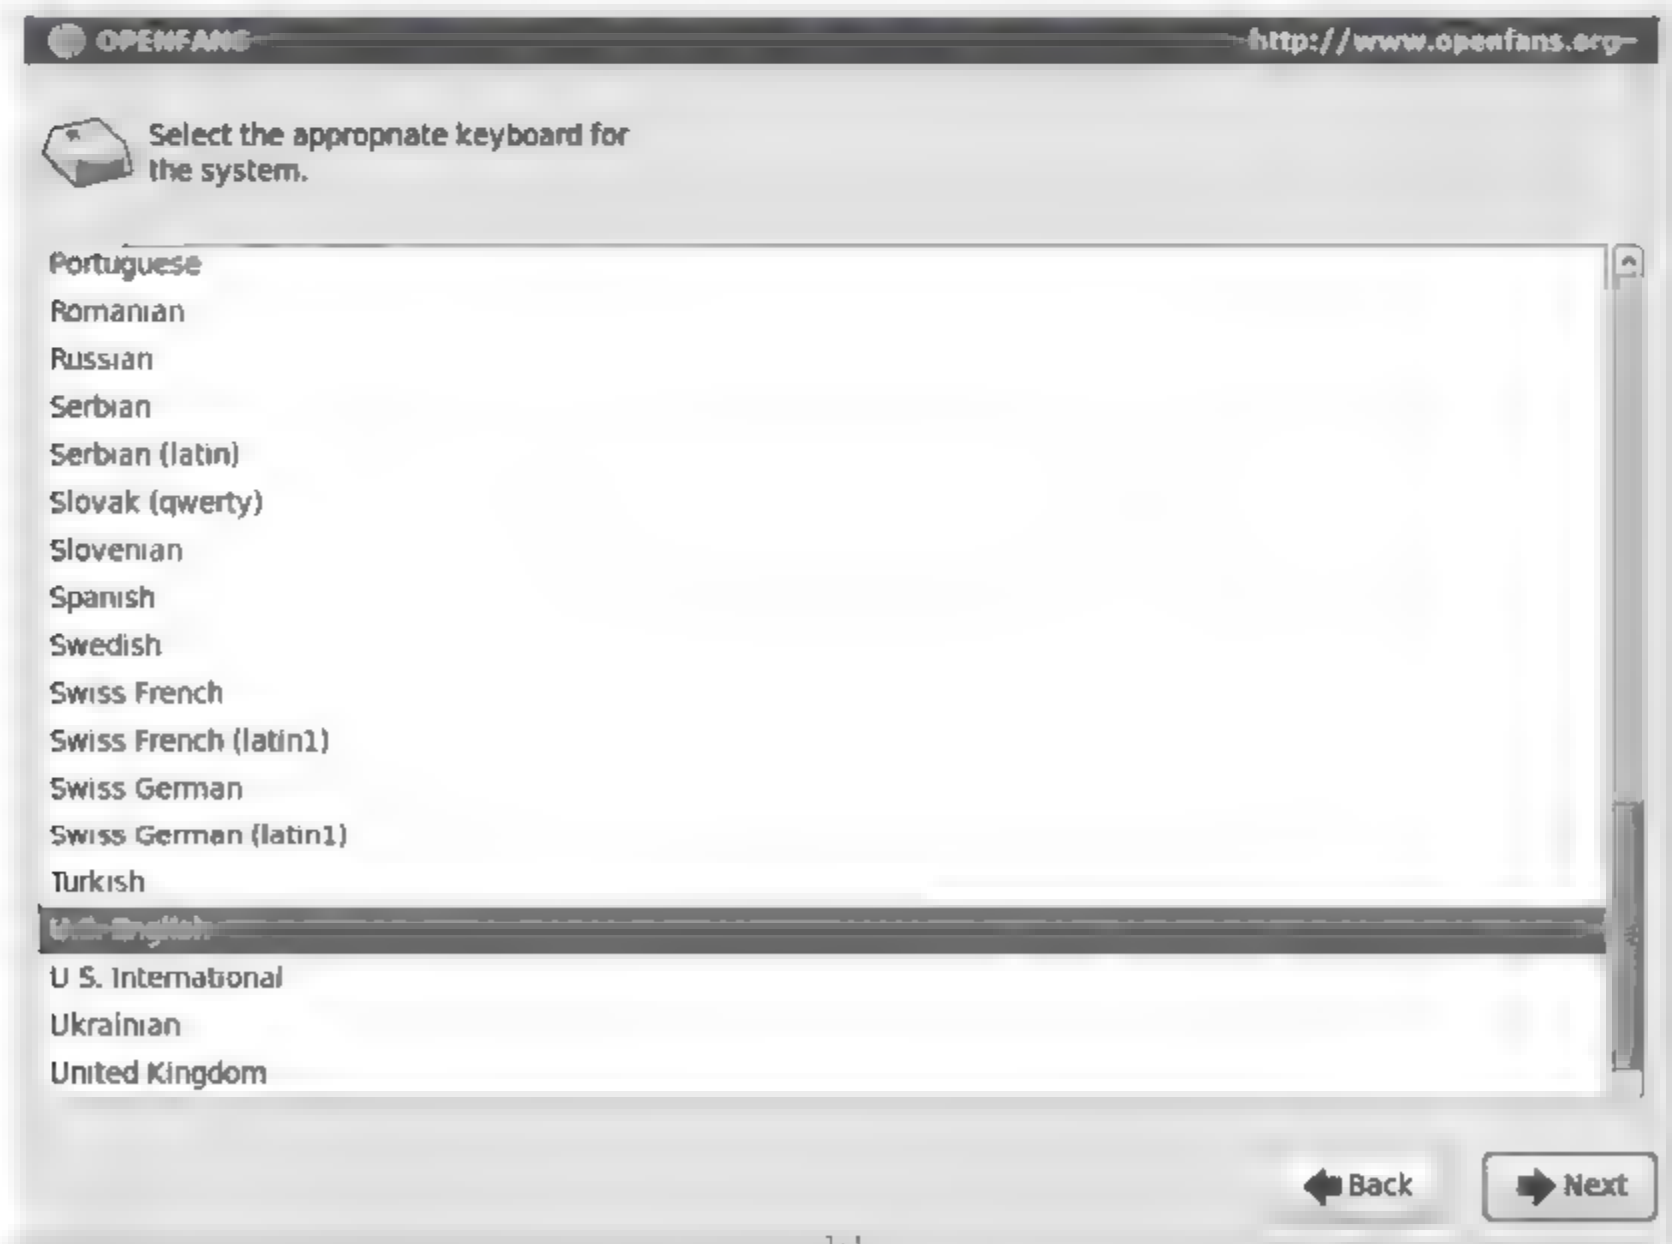 OPENFANS http://www.openfans.org
Select the appropriate keyboard for
the system.
Portuguese
Romanian
Russian
Serbian
Serbian (latin)
Slovak (qwerty)
Slovenian
Spanish
Swedish
Swiss French
Swiss French (latin1)
Swiss German
Swiss German (latin1)
Turkish
U.S. English
U.S. International
Ukrainian
United Kingdom
Back Next